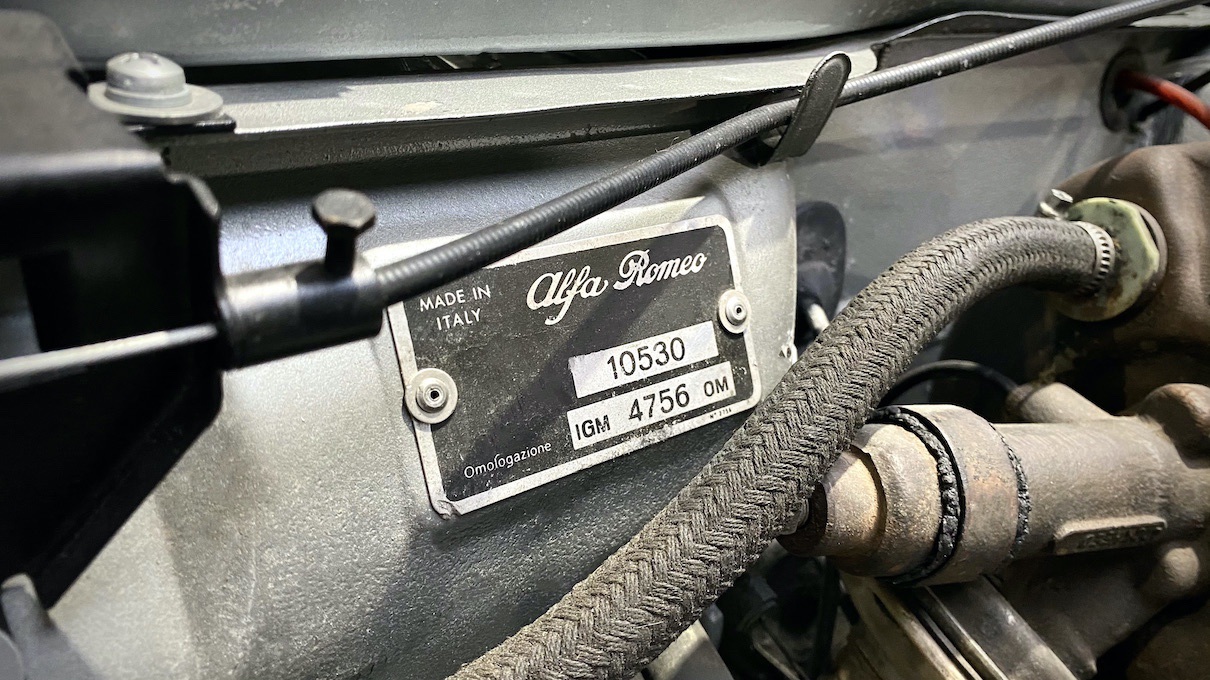 MADE IN
ITALY
Alfa Romeo
10530
IGM 4756 OM
Omologazione